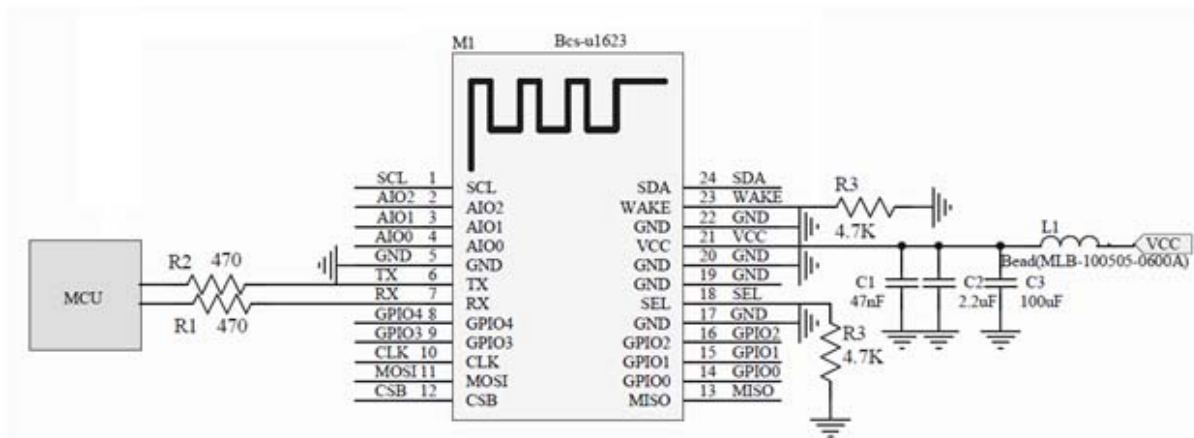 M1 Bcs-u1623
SCL 1 SCL
AIO2 2 AIO2
AIO1 3 AIO1
AIO0 4 AIO0
GND 5 GND
TX 6 TX
RX 7 RX
GPIO4 8 GPIO4
GPIO3 9 GPIO3
CLK 10 CLK
MOSI 11 MOSI
CSB 12 CSB
MCU
R2 470
R1 470
SDA 24 SDA
WAKE 23 WAKE
GND 22 GND
VCC 21 VCC
GND 20 GND
GND 19 GND
SEL 18 SEL
GND 17 GND
GPIO2 16 GPIO2
GPIO1 15 GPIO1
GPIO0 14 GPIO0
MISO 13 MISO
R3
4.7K
R3
4.7K
L1
VCC
Bead(MLB-100505-0600A)
C1 C2 C3
47nF 2.2uF 100uF